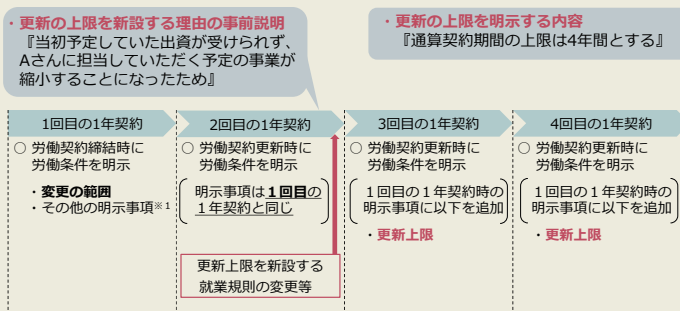 ・更新の上限を新設する理由の事前説明
『当初予定していた出資が受けられず、
Aさんに担当していただく予定の事業が
縮小することになったため』
・更新の上限を明示する内容
『通算契約期間の上限は4年間とする』
1回目の1年契約
2回目の1年契約
3回目の1年契約
4回目の1年契約
○ 労働契約締結時に
労働条件を明示
・変更の範囲
・その他の明示事項※1
○ 労働契約更新時に
労働条件を明示
明示事項は1回目の
1年契約と同じ
更新上限を新設する
就業規則の変更等
○ 労働契約更新時に
労働条件を明示
1回目の1年契約時の
明示事項に以下を追加
・更新上限
○ 労働契約更新時に
労働条件を明示
1回目の1年契約時の
明示事項に以下を追加
・更新上限